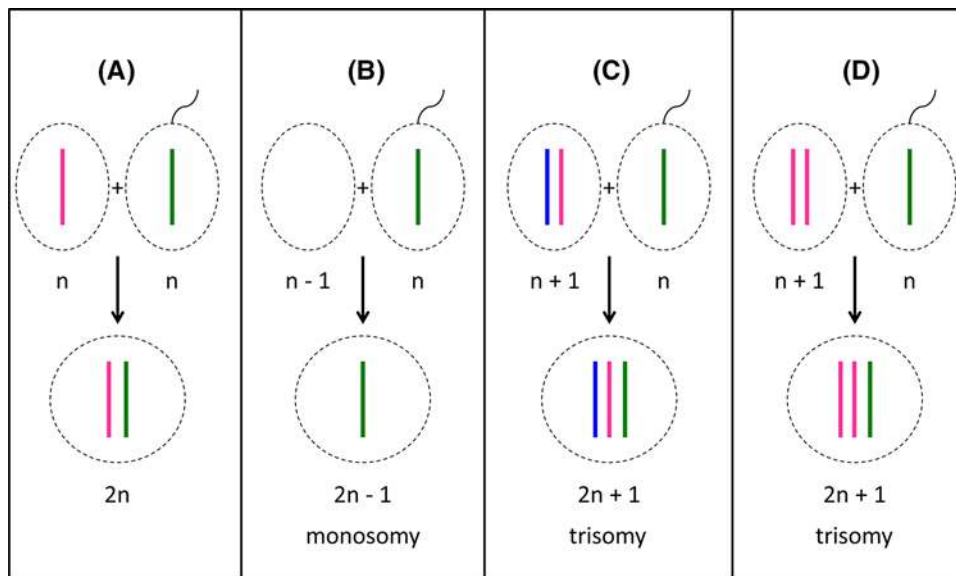 (A)
+
n n
2n
(B)
+
n - 1 n
2n - 1
monosomy
(C)
+
n + 1 n
2n + 1
trisomy
(D)
+
n + 1 n
2n + 1
trisomy